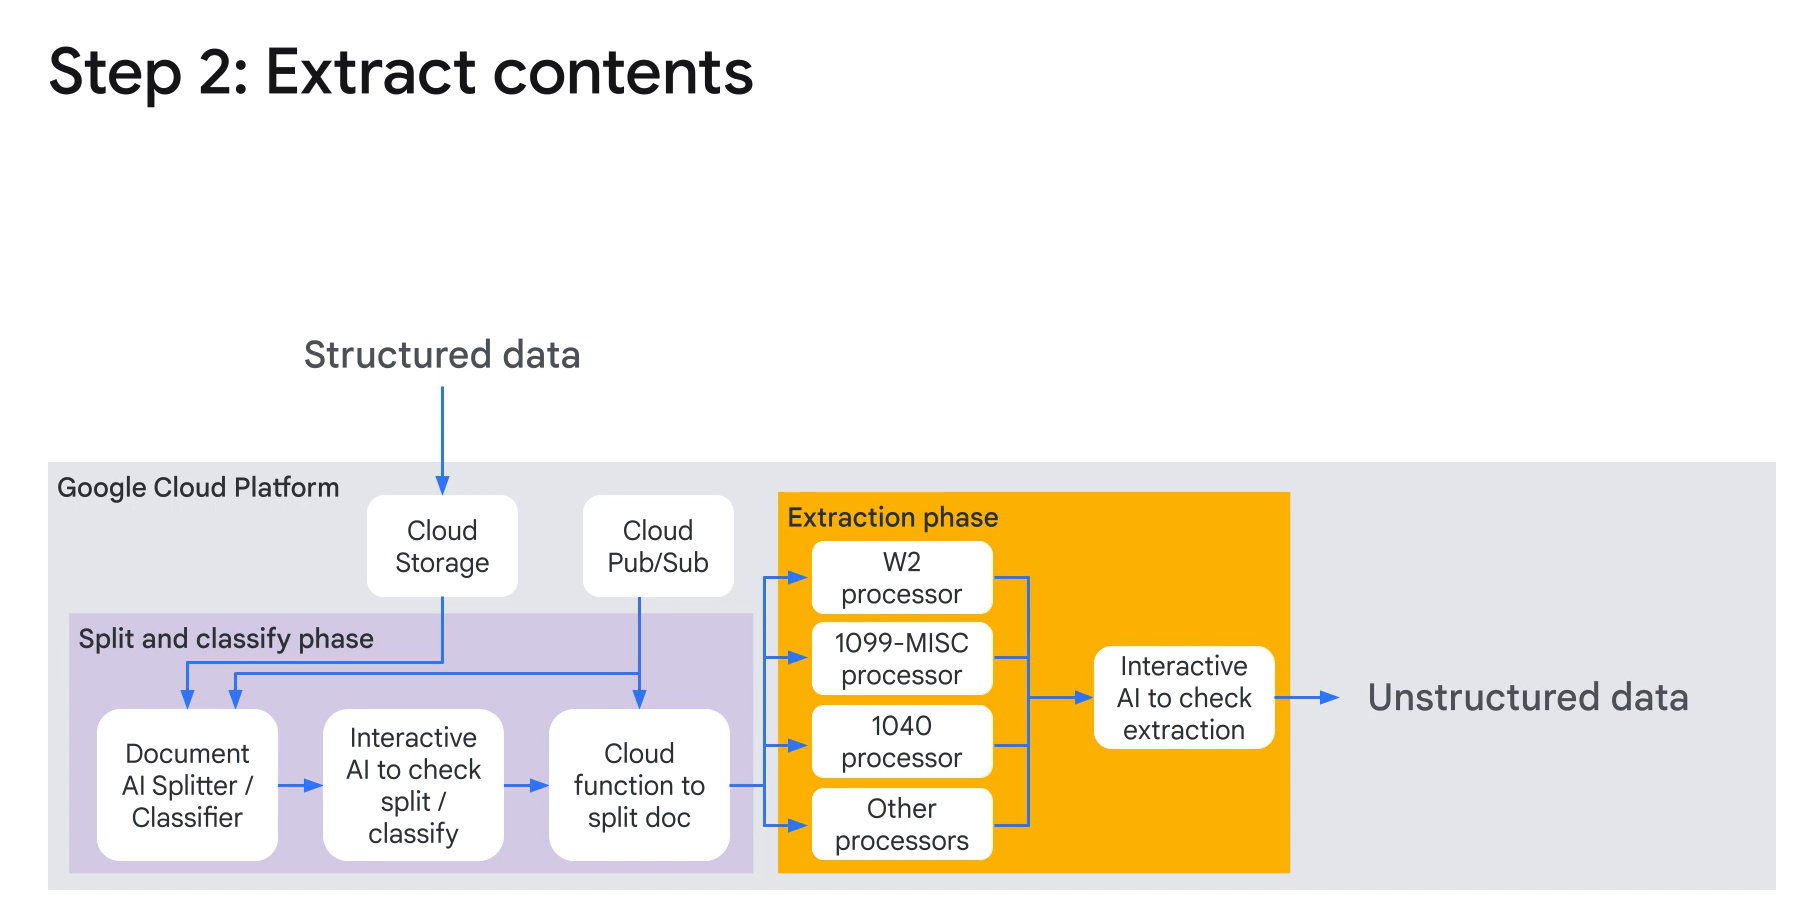 Step 2: Extract contents
Structured data
Google Cloud Platform
Cloud
Storage
Cloud
Pub/Sub
Split and classify phase
Document
AI Splitter /
Classifier
Interactive
AI to check
split /
classify
Cloud
function to
split doc
Extraction phase
W2
processor
1099-MISC
processor
1040
processor
Other
processors
Interactive
AI to check
extraction
Unstructured data